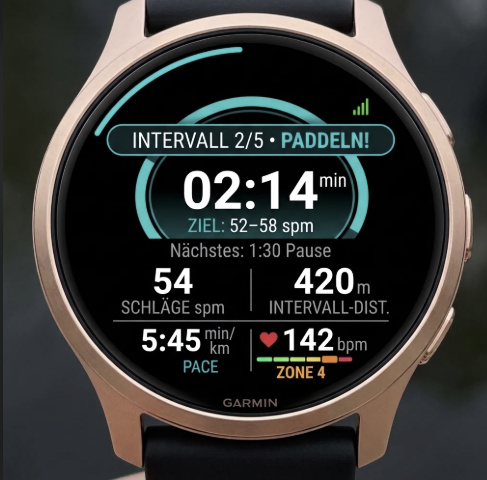 INTERVALL 2/5 • PADDELN!
02:14 min
ZIEL: 52–58 spm
Nächstes: 1:30 Pause
54 420 m
SCHLÄGE spm INTERVALL-DIST.
5:45 min/km 142 bpm
PACE ZONE 4
GARMIN